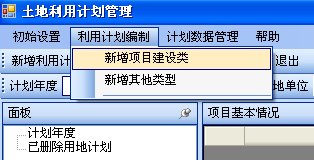 土地利用计划管理
初始设置 利用计划编制 计划数据管理 帮助
新增利用计 新增项目建设类 退出
计划年度 新增其他类型 地单位
面板 项目基本情况
计划年度
已删除用地计划